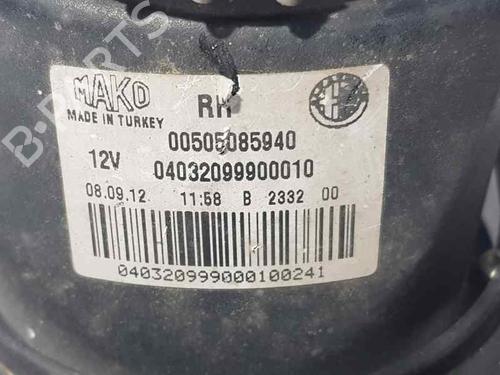 MAKO
RH
MADE IN TURKEY
00505085940
12V
04032099900010
08.09.12 11:58 B 2332 00
040320999000100241
B-PARTS